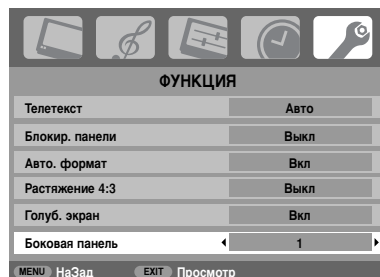 ФУНКЦИЯ
Телетекст Авто
Блокир. панели Выкл
Авто. формат Вкл
Растяжение 4:3 Выкл
Голуб. экран Вкл
Боковая панель 1
MENU НаЗад EXIT Просмотр